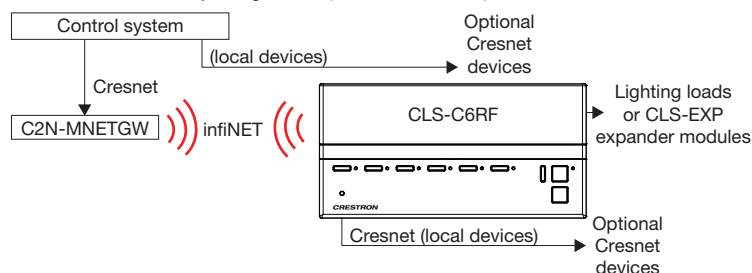 Control system
(local devices)
Optional
Cresnet
devices
Cresnet
C2N-MNETGW
infiNET
CLS-C6RF
Lighting loads
or CLS-EXP
expander modules
CRESTRON
Cresnet (local devices)
Optional
Cresnet
devices